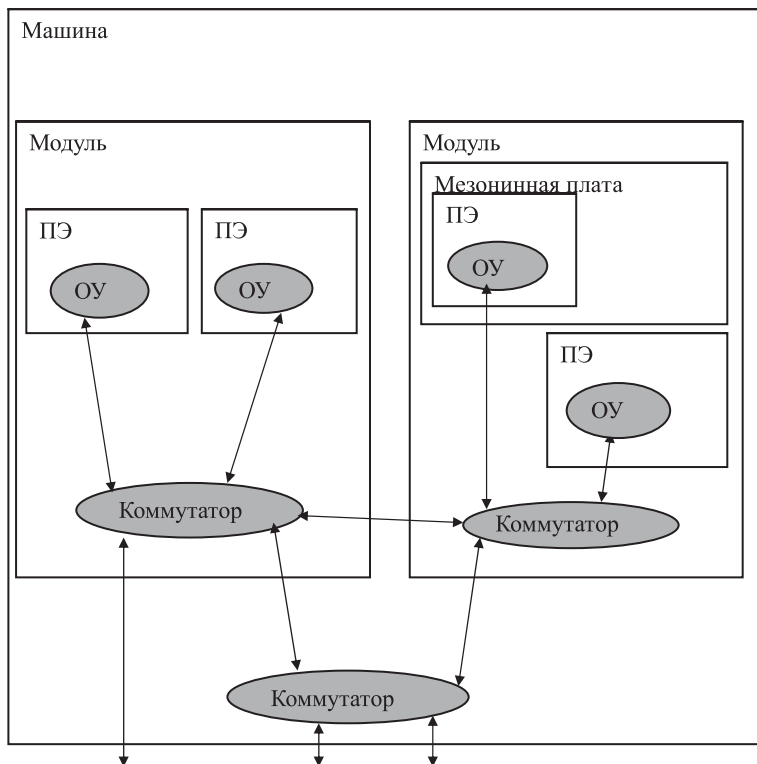 Машина
Модуль
Модуль
Мезонинная плата
ПЭ
ПЭ
ПЭ
ОУ
ОУ
ОУ
ПЭ
ОУ
Коммутатор
Коммутатор
Коммутатор